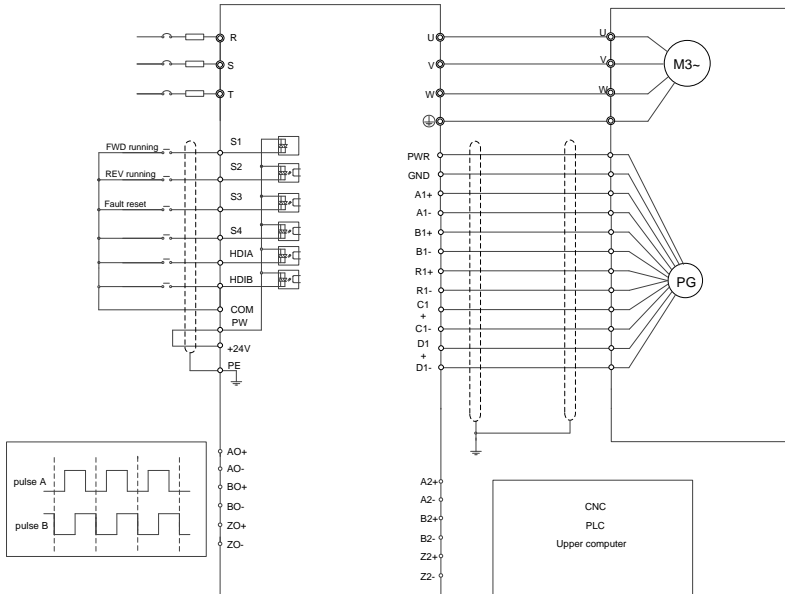 R
S
T
U
V
W
U
V
W
M3~
FWD running
REV running
Fault reset
S1
S2
S3
S4
HDIA
HDIB
COM
PW
+24V
PE
PWR
GND
A1+
A1-
B1+
B1-
R1+
R1-
C1
+
C1-
D1
+
D1-
PG
pulse A
pulse B
AO+
AO-
BO+
BO-
ZO+
ZO-
A2+
A2-
B2+
B2-
Z2+
Z2-
CNC
PLC
Upper computer